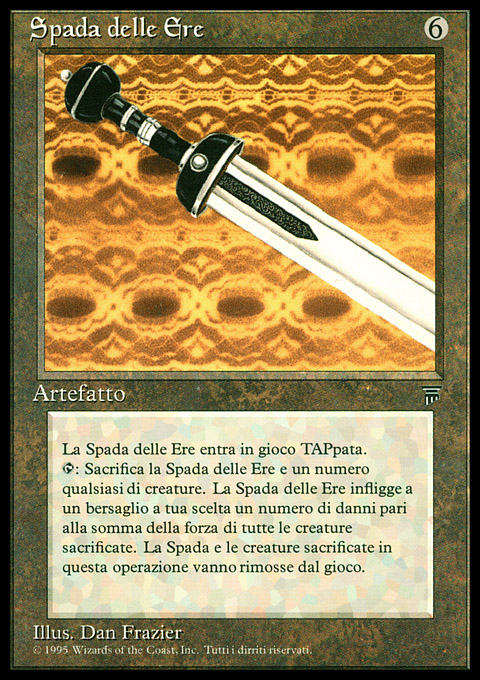 Spada delle Ere 6
Artefatto
La Spada delle Ere entra in gioco TAPpata.
: Sacrifica la Spada delle Ere e un numero
qualsiasi di creature. La Spada delle Ere infligge a
un bersaglio a tua scelta un numero di danni pari
alla somma della forza di tutte le creature
sacrificate. La Spada e le creature sacrificate in
questa operazione vanno rimosse dal gioco.
Illus. Dan Frazier
© 1995 Wizards of the Coast, Inc. Tutti i dirriti riservati.